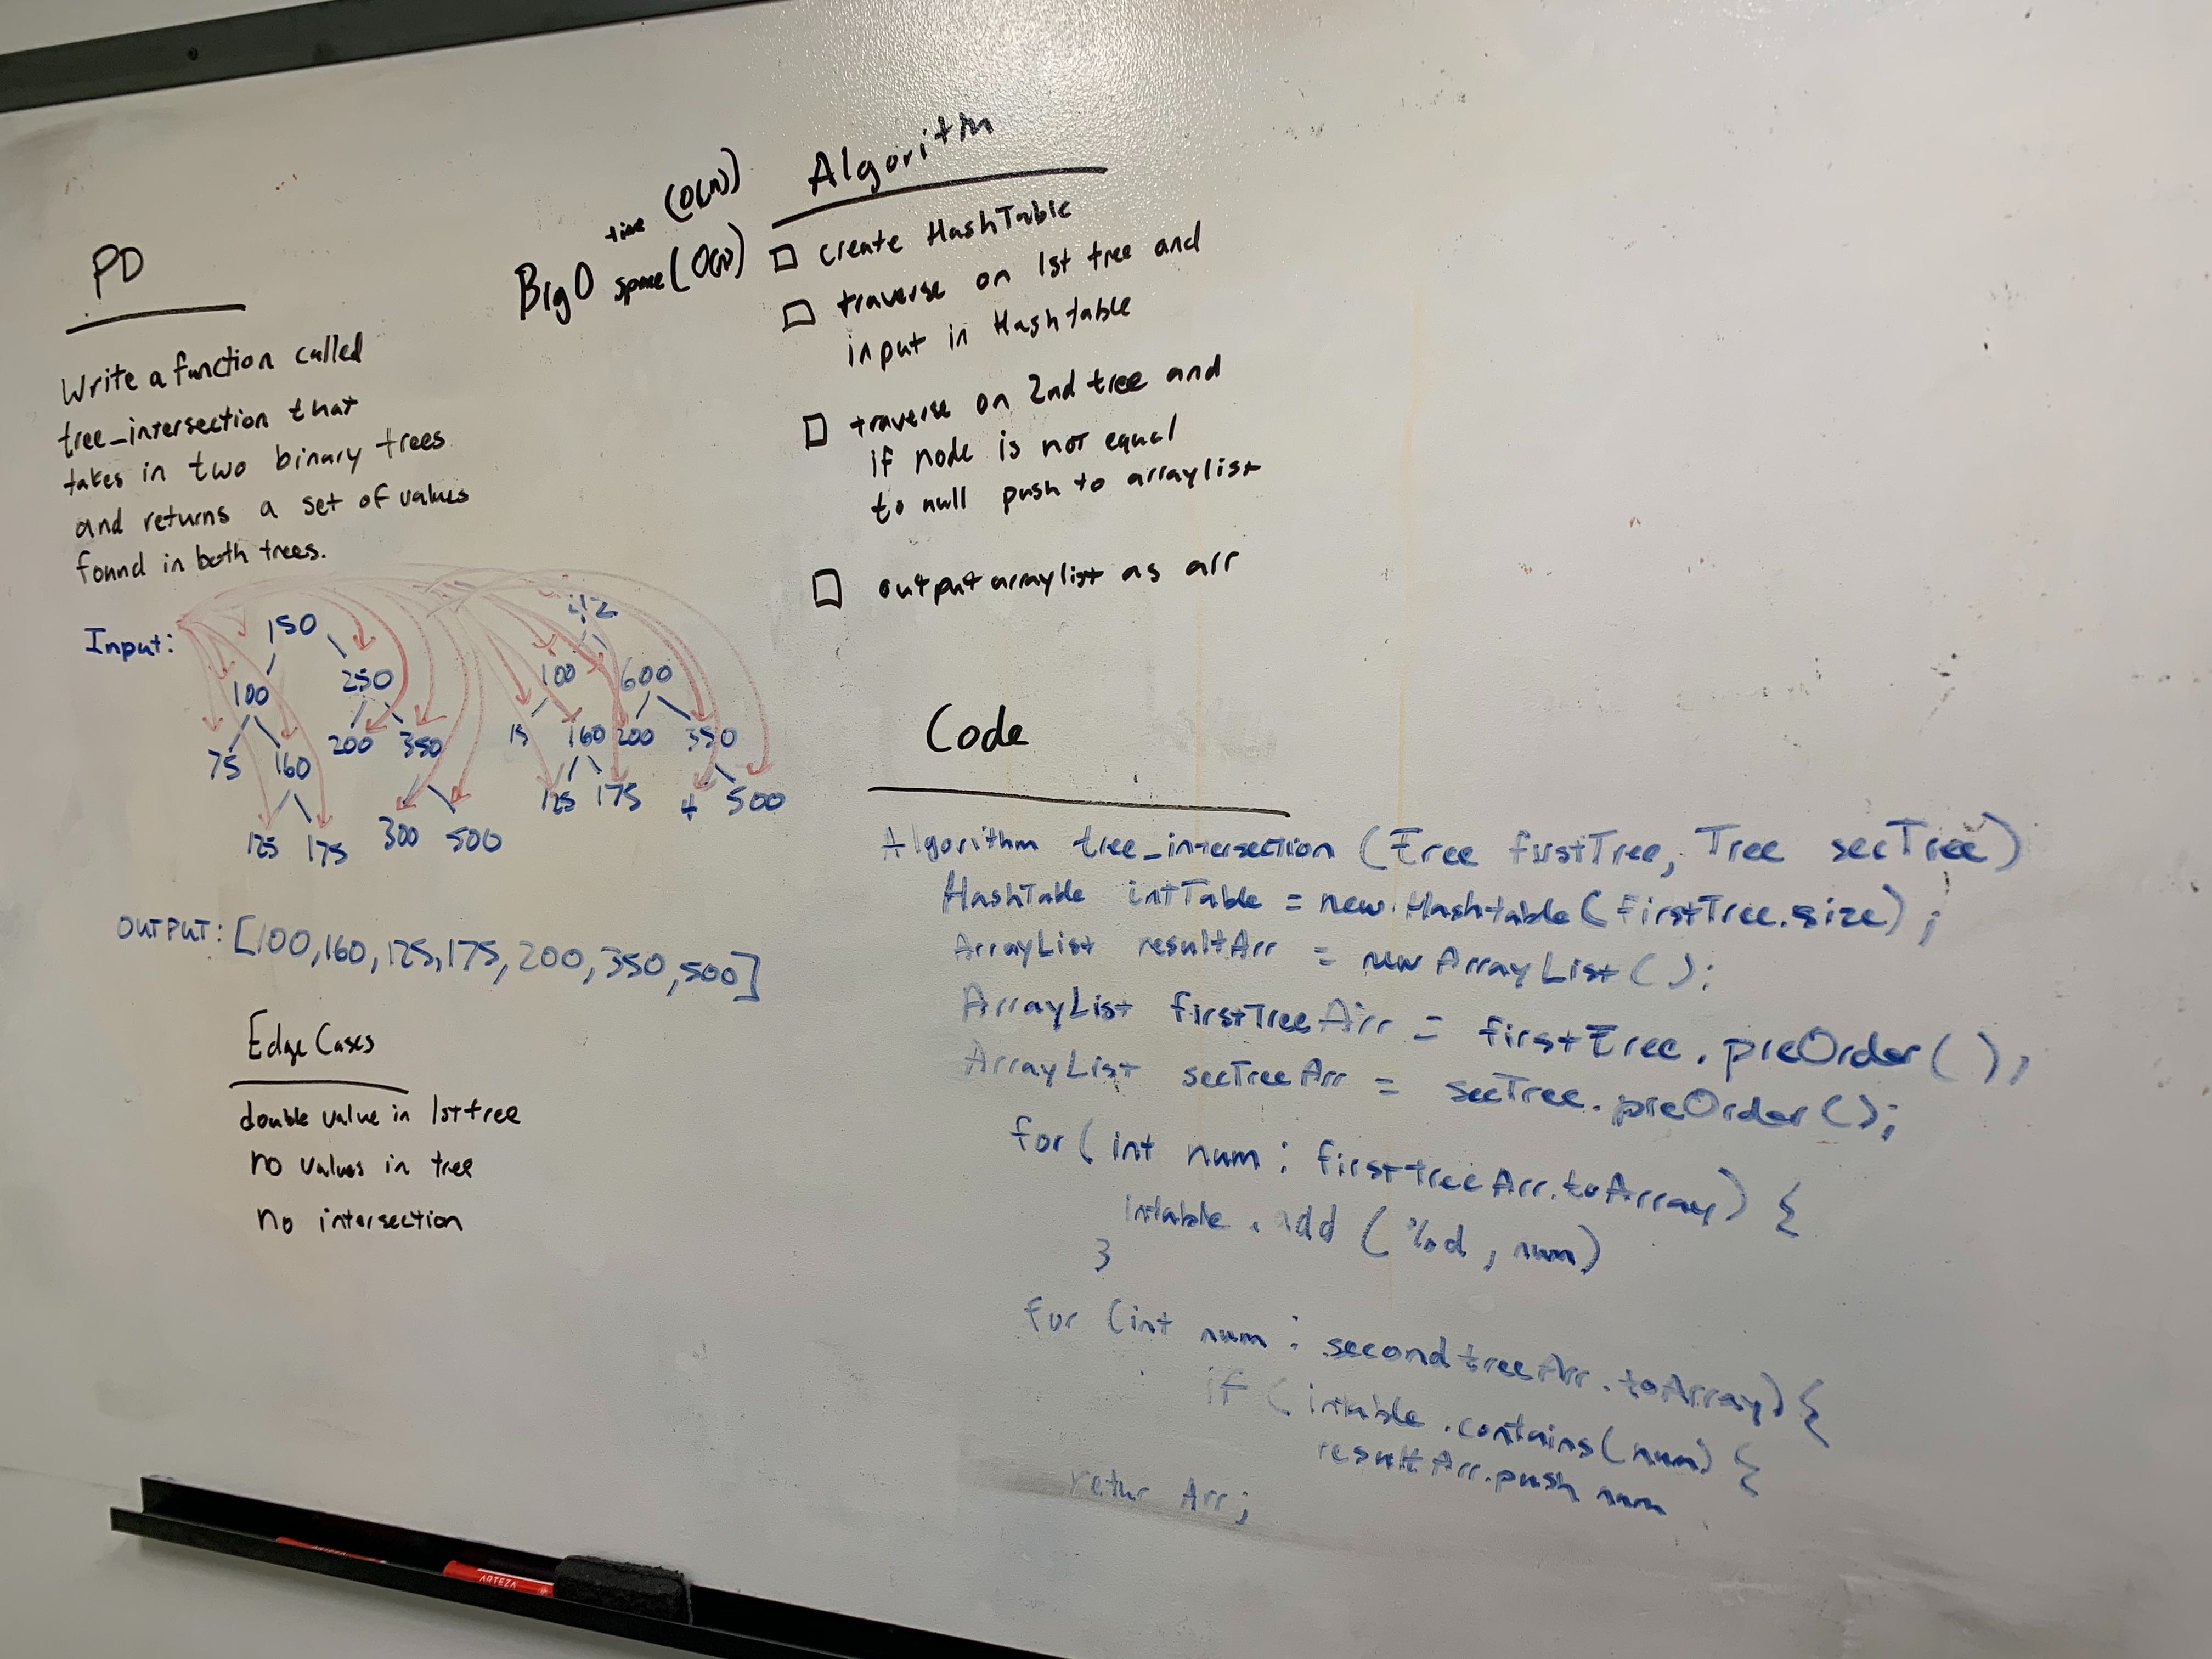 PD
Write a function called
tree_intersection that
takes in two binary trees
and returns a set of values
found in both trees.
BigO time (O(N))
space (O(N))
Input:
150
100 250
75 160 200 350
125 175 300 500
100 600
15 160 200 350
125 175 4 500
OUTPUT: [100,160,125,175,200,350,500]
Edge Cases
double value in 1st tree
no values in tree
no intersection
Algorithm
create HashTable
traverse on 1st tree and
input in Hashtable
traverse on 2nd tree and
if node is not equal
to null push to arraylist
output arraylist as arr
Code
Algorithm tree_intersection (Tree firstTree, Tree secTree)
HashTable intTable = new Hashtable(firstTree.size);
ArrayList resultArr = new ArrayList();
ArrayList firstTreeArr = firstTree.preOrder();
ArrayList secTreeArr = secTree.preOrder();
for (int num : firsttreeArr.toArray) {
intable.add (%d, num)
}
for (int num : secondtreeArr.toArray) {
if (intable.contains(num) {
resultArr.push num
retur Arr;
ARTEZA